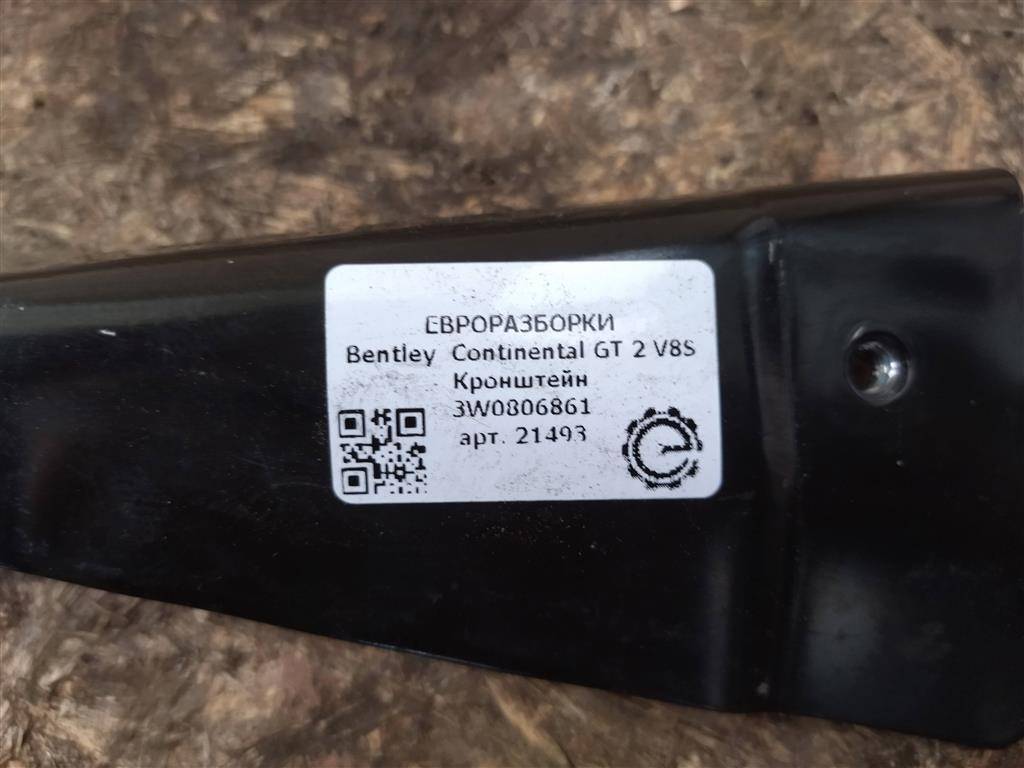 ЕВРОРАЗБОРКИ
Bentley Continental GT 2 V8S
Кронштейн
3W0806861
арт. 21493